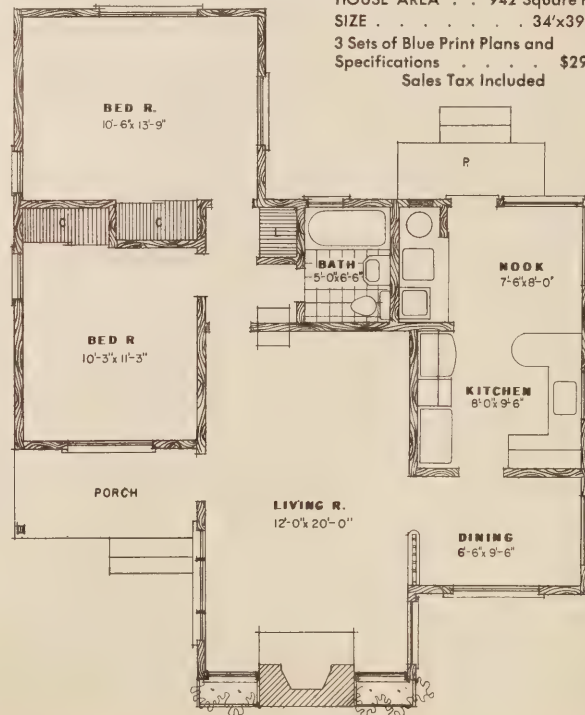 HOUSE AREA . . 942 Square
SIZE . . . . . . . 34'x39
3 Sets of Blue Print Plans and
Specifications . . . . $29
Sales Tax Included
BED R.
10'-6"x 13'-9"
P.
C
C
L
BATH
5'-0"x6'-6"
NOOK
7'-6"x8'-0"
BED R
10'-3"x 11'-3"
KITCHEN
8'-0"x 9'-6"
PORCH
LIVING R.
12'-0"x 20'-0"
DINING
6'-6"x 9'-6"